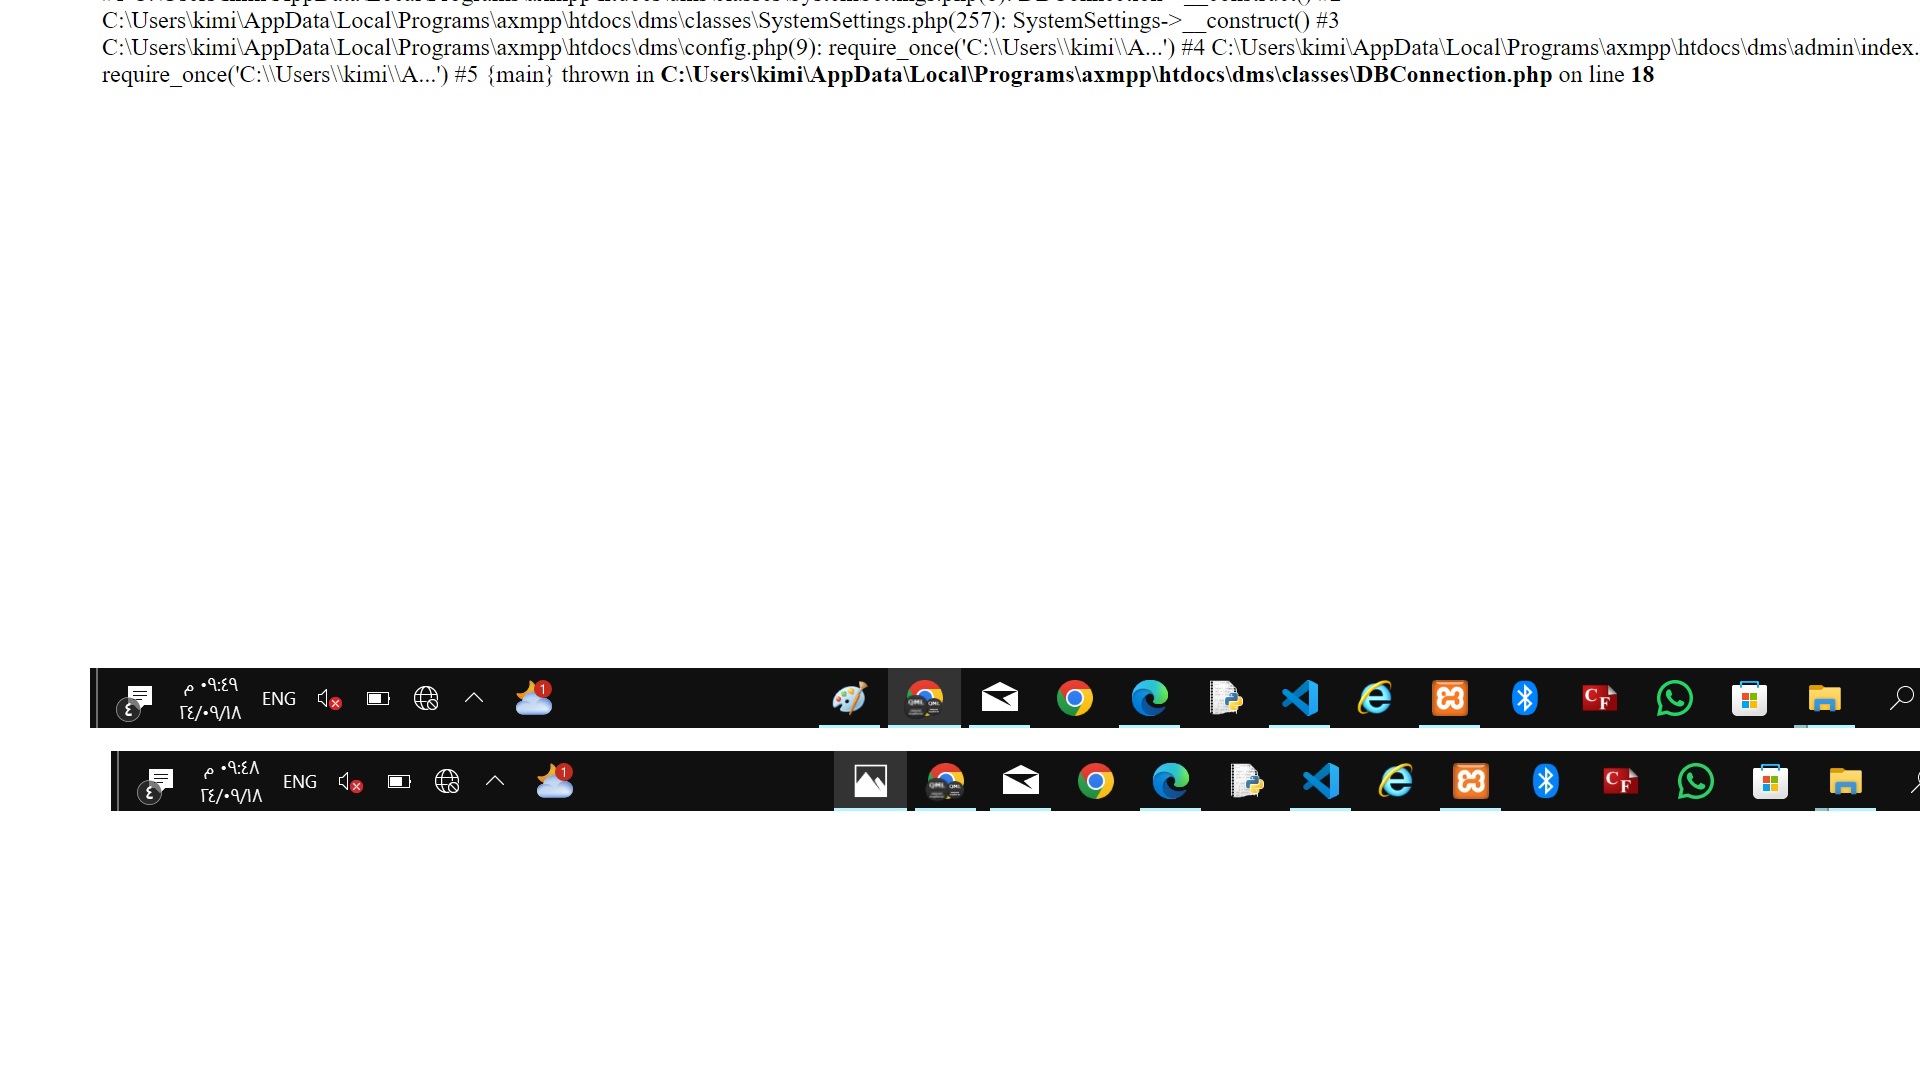 C:\Users\kimi\AppData\Local\Programs\axmpp\htdocs\dms\classes\SystemSettings.php(257): SystemSettings->__construct() #3
C:\Users\kimi\AppData\Local\Programs\axmpp\htdocs\dms\config.php(9): require_once('C:\\Users\\kimi\\A...') #4 C:\Users\kimi\AppData\Local\Programs\axmpp\htdocs\dms\admin\index.
require_once('C:\\Users\\kimi\\A...') #5 {main} thrown in C:\Users\kimi\AppData\Local\Programs\axmpp\htdocs\dms\classes\DBConnection.php on line 18
٠٩:٤٩ م
ENG
1
٤
٢٤/٠٩/١٨
CF
٠٩:٤٨ م
ENG
1
٤
٢٤/٠٩/١٨
CF